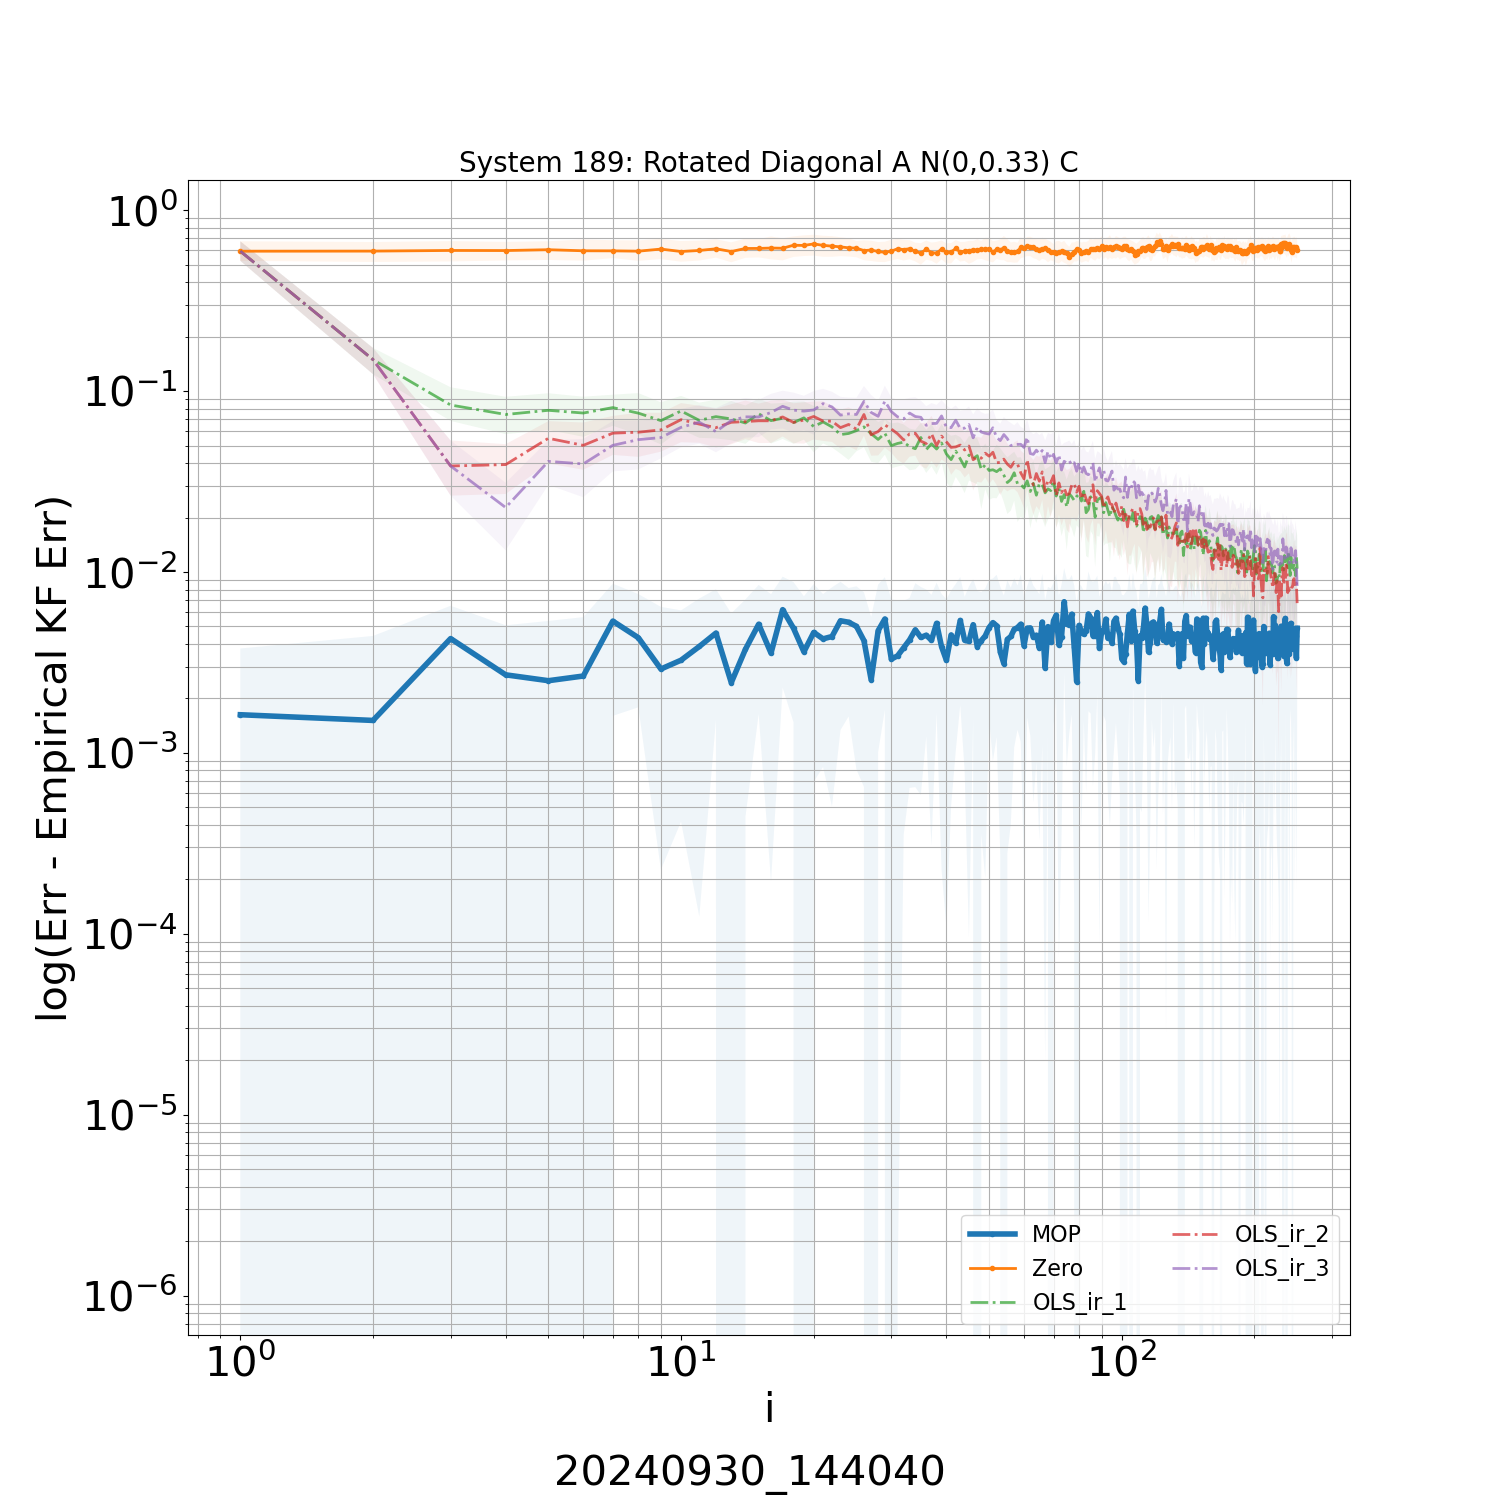 System 189: Rotated Diagonal A N(0,0.33) C
log(Err - Empirical KF Err)
10^0
10^-1
10^-2
10^-3
10^-4
10^-5
10^-6
MOP
Zero
OLS_ir_1
OLS_ir_2
OLS_ir_3
10^0 10^1 10^2
i
20240930_144040